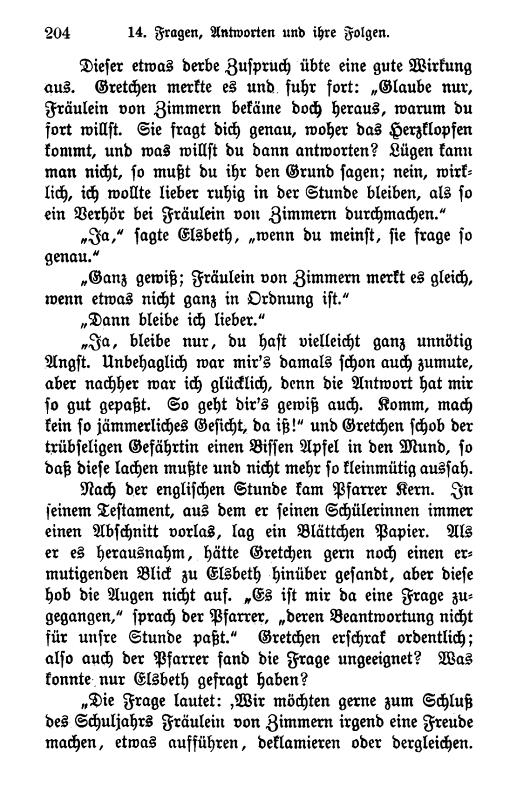 204 14. Fragen, Antworten und ihre Folgen.
Dieser etwas derbe Zuspruch übte eine gute Wirkung
aus. Gretchen merkte es und fuhr fort: „Glaube nur,
Fräulein von Zimmern bekäme doch heraus, warum du
fort willst. Sie fragt dich genau, woher das Herzklopfen
kommt, und was willst du dann antworten? Lügen kann
man nicht, so mußt du ihr den Grund sagen; nein, wirk-
lich, ich wollte lieber ruhig in der Stunde bleiben, als so
ein Verhör bei Fräulein von Zimmern durchmachen.“
„Ja,“ sagte Elsbeth, „wenn du meinst, sie frage so
genau.“
„Ganz gewiß; Fräulein von Zimmern merkt es gleich,
wenn etwas nicht ganz in Ordnung ist.“
„Dann bleibe ich lieber.“
„Ja, bleibe nur, du hast vielleicht ganz unnötig
Angst. Unbehaglich war mir's damals schon auch zumute,
aber nachher war ich glücklich, denn die Antwort hat mir
so gut gepaßt. So geht dir's gewiß auch. Komm, mach
kein so jämmerliches Gesicht, da iß!“ und Gretchen schob der
trübseligen Gefährtin einen Bissen Apfel in den Mund, so
daß diese lachen mußte und nicht mehr so kleinmütig aussah.
Nach der englischen Stunde kam Pfarrer Kern. In
seinem Testament, aus dem er seinen Schülerinnen immer
einen Abschnitt vorlas, lag ein Blättchen Papier. Als
er es herausnahm, hätte Gretchen gern noch einen er-
mutigenden Blick zu Elsbeth hinüber gesandt, aber diese
hob die Augen nicht auf. „Es ist mir da eine Frage zu-
gegangen,“ sprach der Pfarrer, „deren Beantwortung nicht
für unsre Stunde paßt.“ Gretchen erschrak ordentlich;
also auch der Pfarrer fand die Frage ungeeignet? Was
konnte nur Elsbeth gefragt haben?
„Die Frage lautet: ‚Wir möchten gerne zum Schluß
des Schuljahrs Fräulein von Zimmern irgend eine Freude
machen, etwas aufführen, deklamieren oder dergleichen.